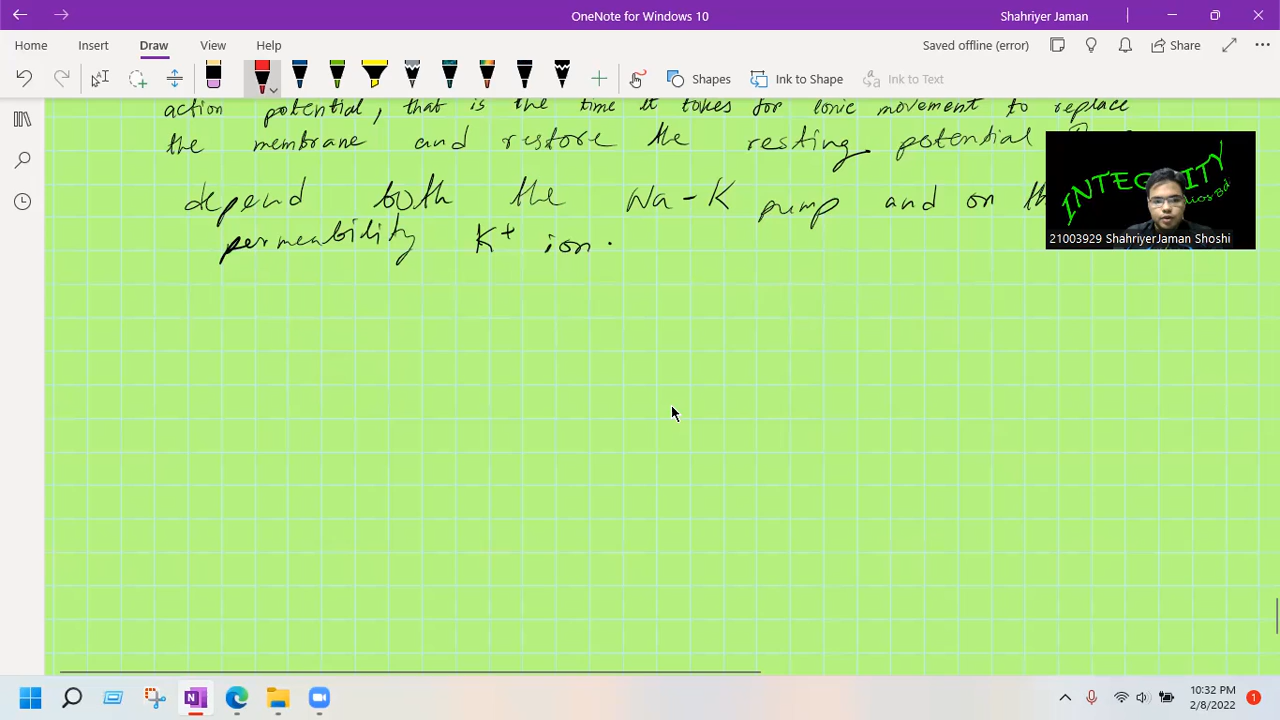 OneNote for Windows 10
Shahriyer Jaman
Home Insert Draw View Help
Saved offline (error)
Share
Shapes
Ink to Shape
Ink to Text
action potential, that is the time it takes for ionic movement to replace
the membrane and restore the resting potential
depend both the Na-K pump and on
permeability K+ ion.
INTEGRITY
diosBd
21003929 ShahriyerJaman Shoshi
10:32 PM
2/8/2022
1